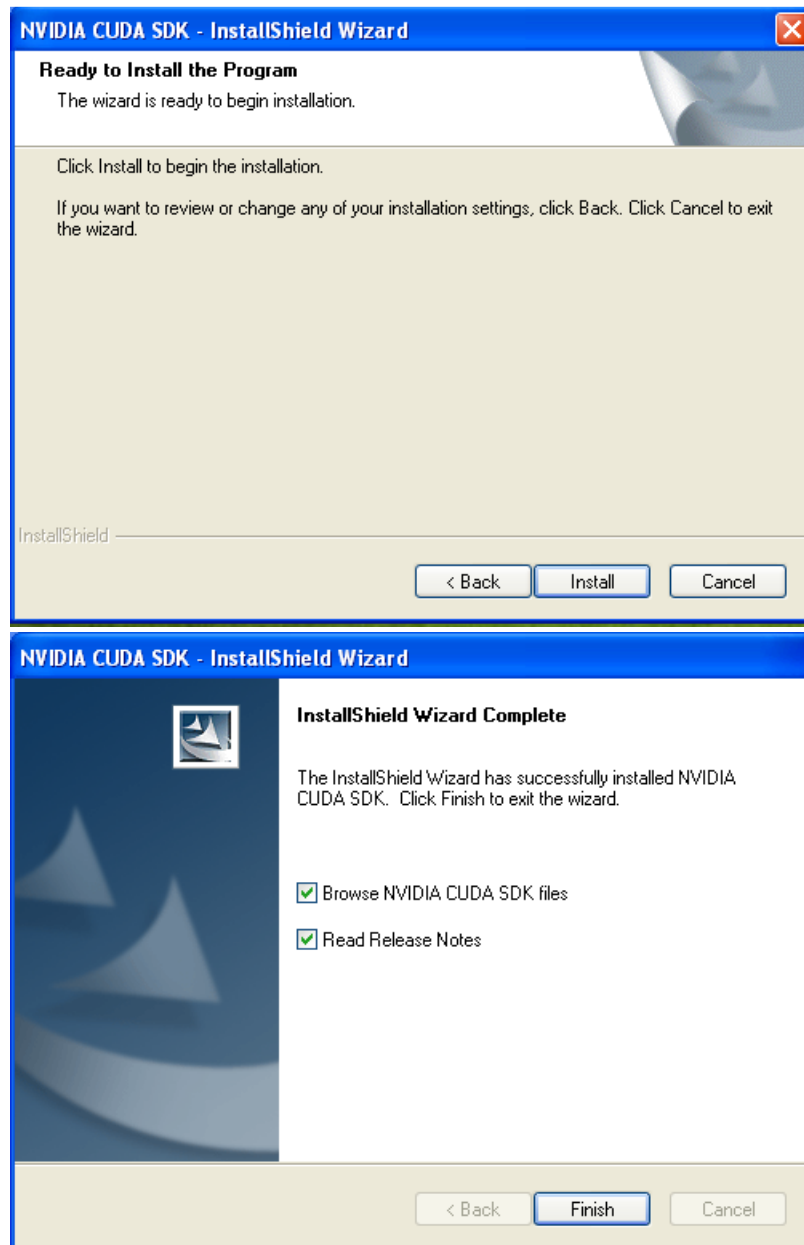 NVIDIA CUDA SDK - InstallShield Wizard
Ready to Install the Program
The wizard is ready to begin installation.
Click Install to begin the installation.
If you want to review or change any of your installation settings, click Back. Click Cancel to exit
the wizard.
InstallShield
< Back
Install
Cancel
NVIDIA CUDA SDK - InstallShield Wizard
InstallShield Wizard Complete
The InstallShield Wizard has successfully installed NVIDIA
CUDA SDK. Click Finish to exit the wizard.
Browse NVIDIA CUDA SDK files
Read Release Notes
< Back
Finish
Cancel